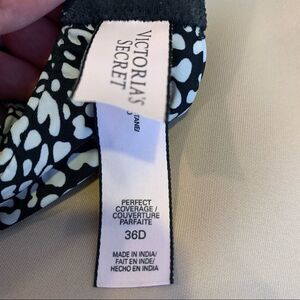 VICTORIA'S
SECRET
PERFECT
COVERAGE /
COUVERTURE
PARFAITE
36D
MADE IN INDIA/
FAIT EN INDE/
HECHO EN INDIA